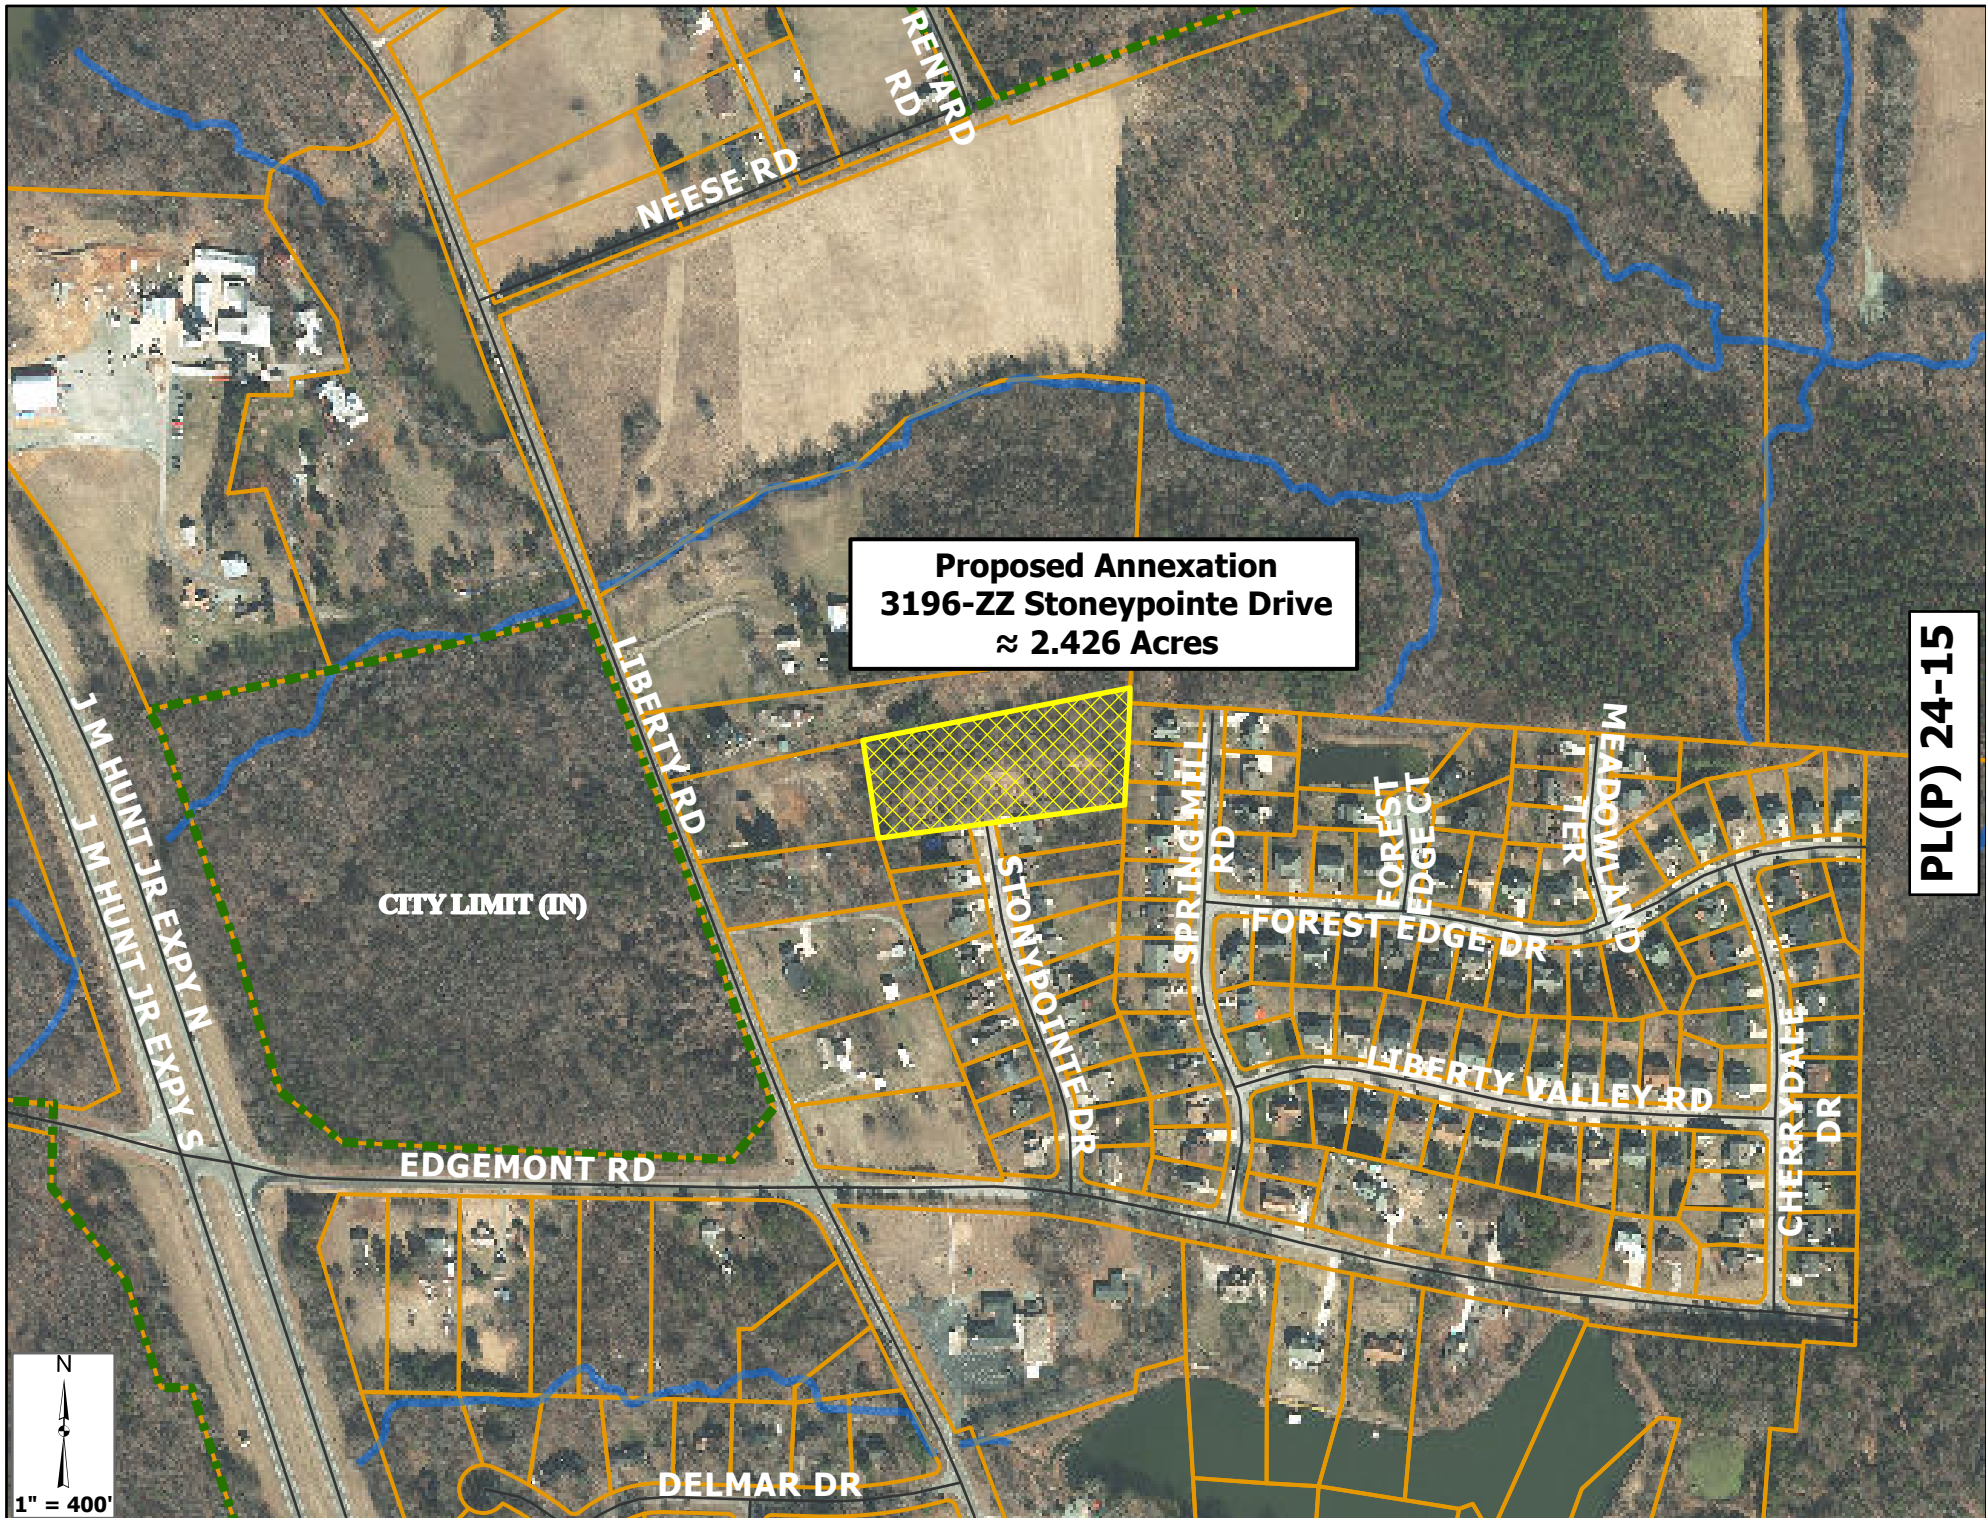 RENARD
RD
NEESE RD
Proposed Annexation
3196-ZZ Stoneypointe Drive
≈ 2.426 Acres
PL(P) 24-15
LIBERTY RD
J M HUNT JR EXPY N
J M HUNT JR EXPY S
CITY LIMIT (IN)
STONYPOINTE DR
SPRING MILL
RD
FOREST
EDGE CT
MEADOWLAND
TER
FOREST EDGE DR
LIBERTY VALLEY RD
CHERRYDALE
DR
EDGEMONT RD
DELMAR DR
N
1" = 400'